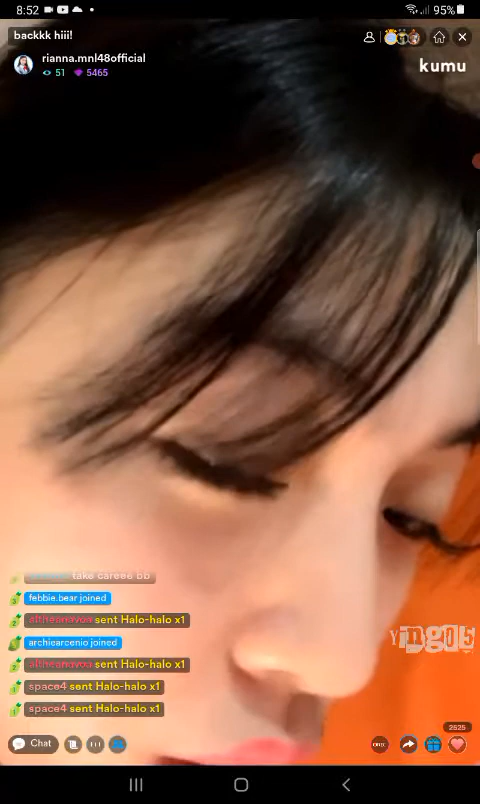 8:52
95%
backkk hiii!
rianna.mnl48official
51
5465
kumu
take careee bb
febbie.bear joined
sent Halo-halo x1
archiearcenio joined
sent Halo-halo x1
space4 sent Halo-halo x1
space4 sent Halo-halo x1
2525
Chat